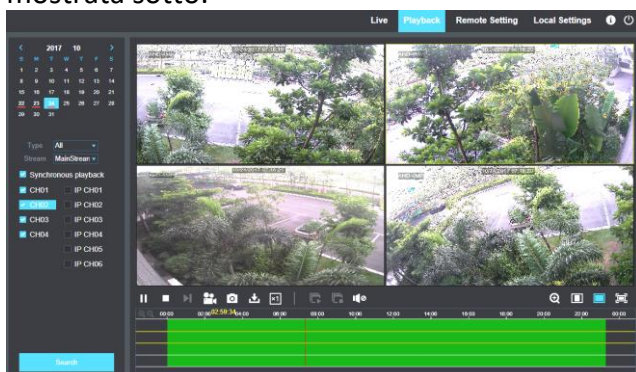 mostrata sotto.
Live Playback Remote Setting Local Settings
2017 10
S M T W T F S
1 2 3 4 5 6 7
8 9 10 11 12 13 14
15 16 17 18 19 20 21
22 23 24 25 26 27 28
29 30 31
Type All
Stream MainStream
Synchronous playback
CH01 IP CH01
CH02 IP CH02
CH03 IP CH03
CH04 IP CH04
IP CH05
IP CH06
x1
00:00 02:00 02:59:34 04:00 06:00 08:00 10:00 12:00 14:00 16:00 18:00 20:00 22:00 00:00
Search